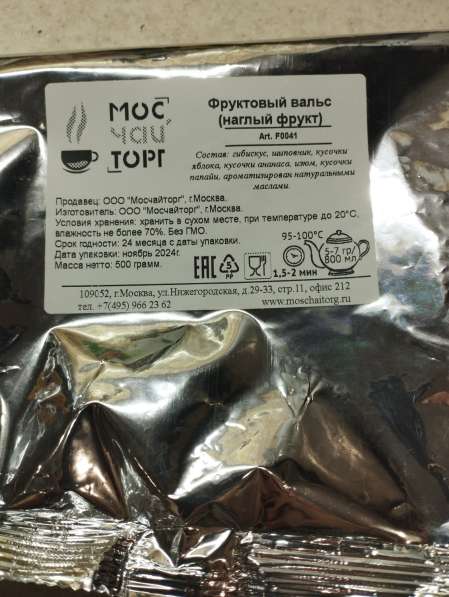 МОС
чай
ТОРГ
Фруктовый вальс
(наглый фрукт)
Art. F0041
Состав: гибискус, шиповник, кусочки
яблока, кусочки ананаса, изюм, кусочки
папайи, ароматизирован натуральными
маслами.
Продавец: ООО "Мосчайторг", г.Москва.
Изготовитель: ООО "Мосчайторг", г.Москва.
Условия хранения: хранить в сухом месте, при температуре до 20°С,
влажность не более 70%. Без ГМО.
Срок годности: 24 месяца с даты упаковки.
Дата упаковки: ноябрь 2024г.
Масса нетто: 500 грамм.
EAC
PP
95-100°С
5-7 гр/
800 мл
1,5-2 мин
109052, г.Москва, ул.Нижегородская, д.29-33, стр.11, офис 212
тел. +7(495) 966 23 62
www.moschaitorg.ru